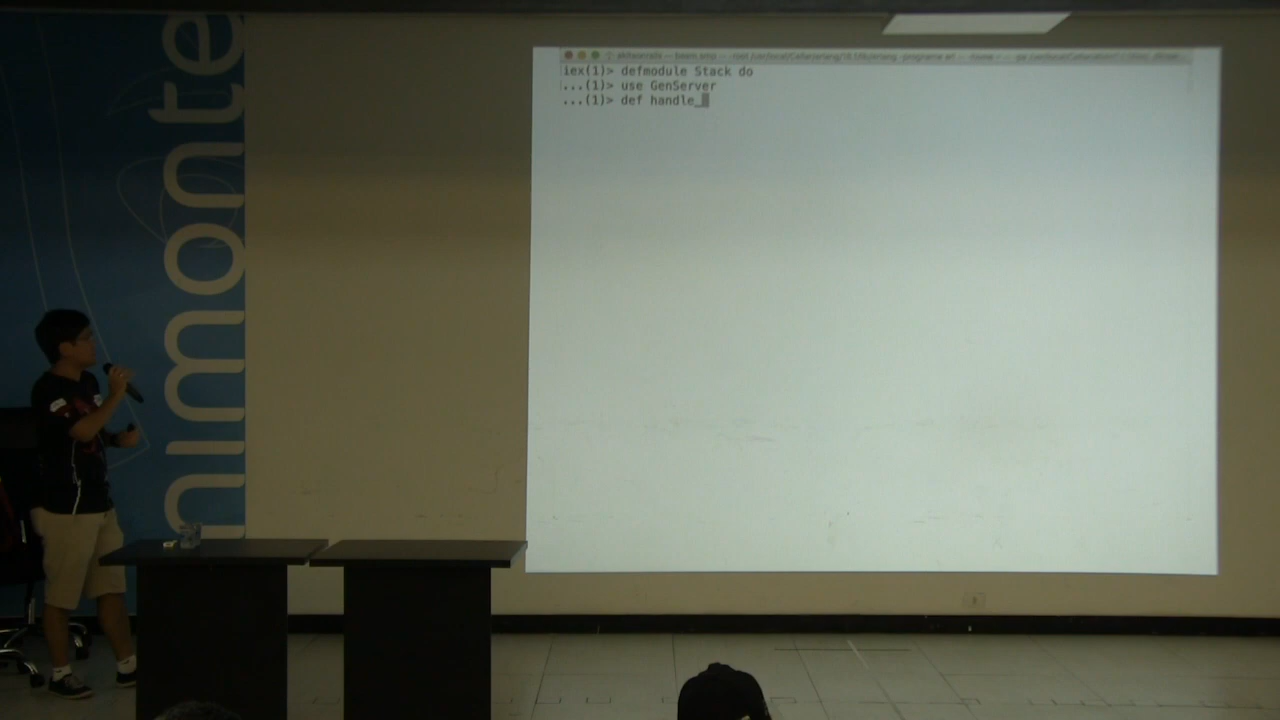 nimonte
iex(1)> defmodule Stack do
...(1)> use GenServer
...(1)> def handle_